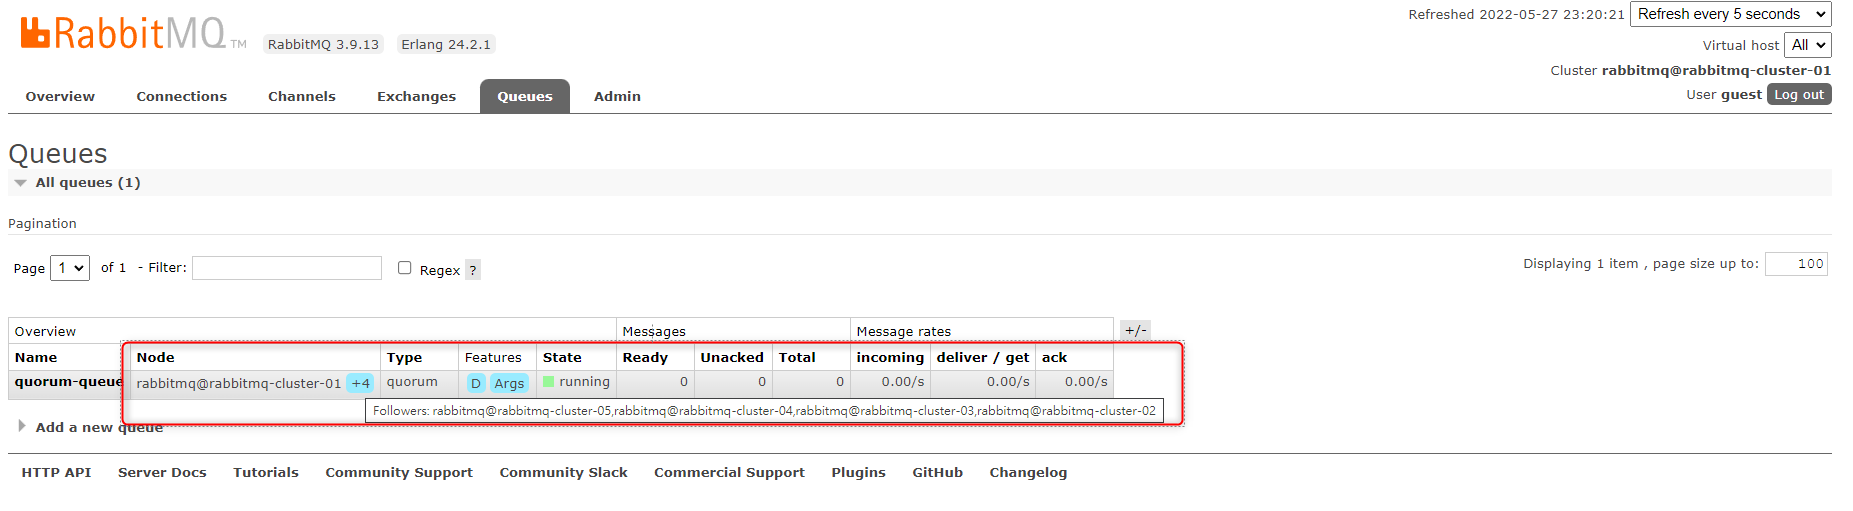 Refreshed 2022-05-27 23:20:21 Refresh every 5 seconds
RabbitMQ TM RabbitMQ 3.9.13 Erlang 24.2.1
Virtual host All
Cluster rabbitmq@rabbitmq-cluster-01
User guest Log out
Overview Connections Channels Exchanges Queues Admin
Queues
All queues (1)
Pagination
Page 1 of 1 - Filter: Regex ? Displaying 1 item , page size up to: 100
Overview Messages Message rates +/-
Name Node Type Features State Ready Unacked Total incoming deliver / get ack
quorum-queue rabbitmq@rabbitmq-cluster-01 +4 quorum D Args running 0 0 0 0.00/s 0.00/s 0.00/s
Followers: rabbitmq@rabbitmq-cluster-05,rabbitmq@rabbitmq-cluster-04,rabbitmq@rabbitmq-cluster-03,rabbitmq@rabbitmq-cluster-02
Add a new queue
HTTP API Server Docs Tutorials Community Support Community Slack Commercial Support Plugins GitHub Changelog